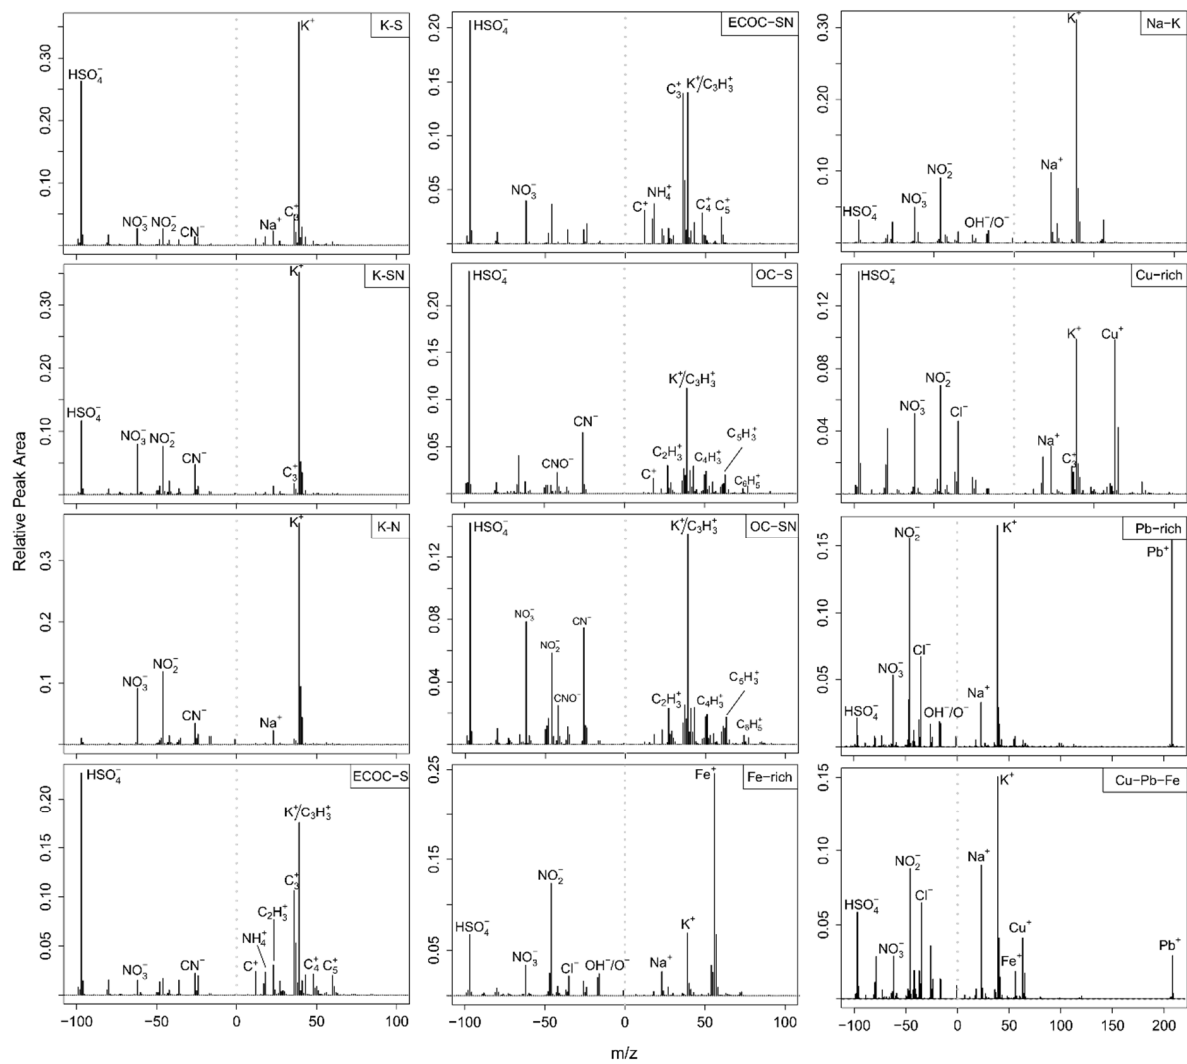 Relative Peak Area
m/z
K-S
0.10 0.20 0.30
HSO₄⁻ NO₃⁻ NO₂⁻ CN⁻ Na⁺ C₃⁺ K⁺
ECOC−SN
0.05 0.10 0.15 0.20
HSO₄⁻ NO₃⁻ C⁺ NH₄⁺ C₃⁺ K⁺/C₃H₃⁺ C₄⁺ C₅⁺
Na−K
0.10 0.20 0.30
HSO₄⁻ NO₃⁻ NO₂⁻ OH⁻/O⁻ Na⁺ K⁺
K-SN
0.10 0.20 0.30
HSO₄⁻ NO₃⁻ NO₂⁻ CN⁻ C₃⁺ K⁺
OC−S
0.05 0.10 0.15 0.20
HSO₄⁻ CNO⁻ CN⁻ C⁺ C₂H₃⁺ K⁺/C₃H₃⁺ C₄H₃⁺ C₅H₃⁺ C₆H₅⁺
Cu−rich
0.04 0.08 0.12
HSO₄⁻ NO₃⁻ NO₂⁻ Cl⁻ Na⁺ C₃⁺ K⁺ Cu⁺
K-N
0.1 0.2 0.3
NO₃⁻ NO₂⁻ CN⁻ Na⁺ K⁺
OC−SN
0.04 0.08 0.12
HSO₄⁻ NO₃⁻ NO₂⁻ CNO⁻ CN⁻ C₂H₃⁺ K⁺/C₃H₃⁺ C₄H₃⁺ C₅H₃⁺ C₆H₅⁺
Pb−rich
0.05 0.10 0.15
HSO₄⁻ NO₃⁻ NO₂⁻ Cl⁻ OH⁻/O⁻ Na⁺ K⁺ Pb⁺
ECOC−S
0.05 0.10 0.15 0.20
HSO₄⁻ NO₃⁻ CN⁻ C⁺ NH₄⁺ C₂H₃⁺ C₃⁺ K⁺/C₃H₃⁺ C₄⁺ C₅⁺
−100 −50 0 50 100
Fe−rich
0.05 0.15 0.25
HSO₄⁻ NO₃⁻ NO₂⁻ Cl⁻ OH⁻/O⁻ Na⁺ K⁺ Fe⁺
−100 −50 0 50 100
Cu−Pb−Fe
0.05 0.10 0.15
HSO₄⁻ NO₃⁻ NO₂⁻ Cl⁻ Na⁺ K⁺ Fe⁺ Cu⁺ Pb⁺
−100 −50 0 50 100 150 200